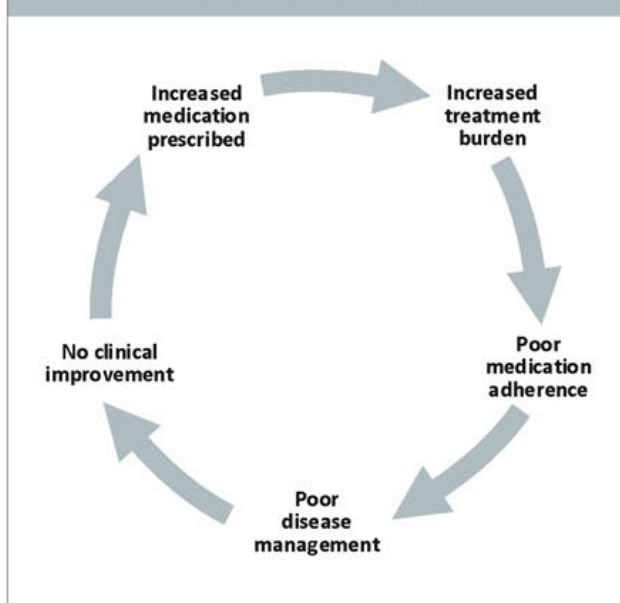 Increased
medication
prescribed
Increased
treatment
burden
Poor
medication
adherence
Poor
disease
management
No clinical
improvement